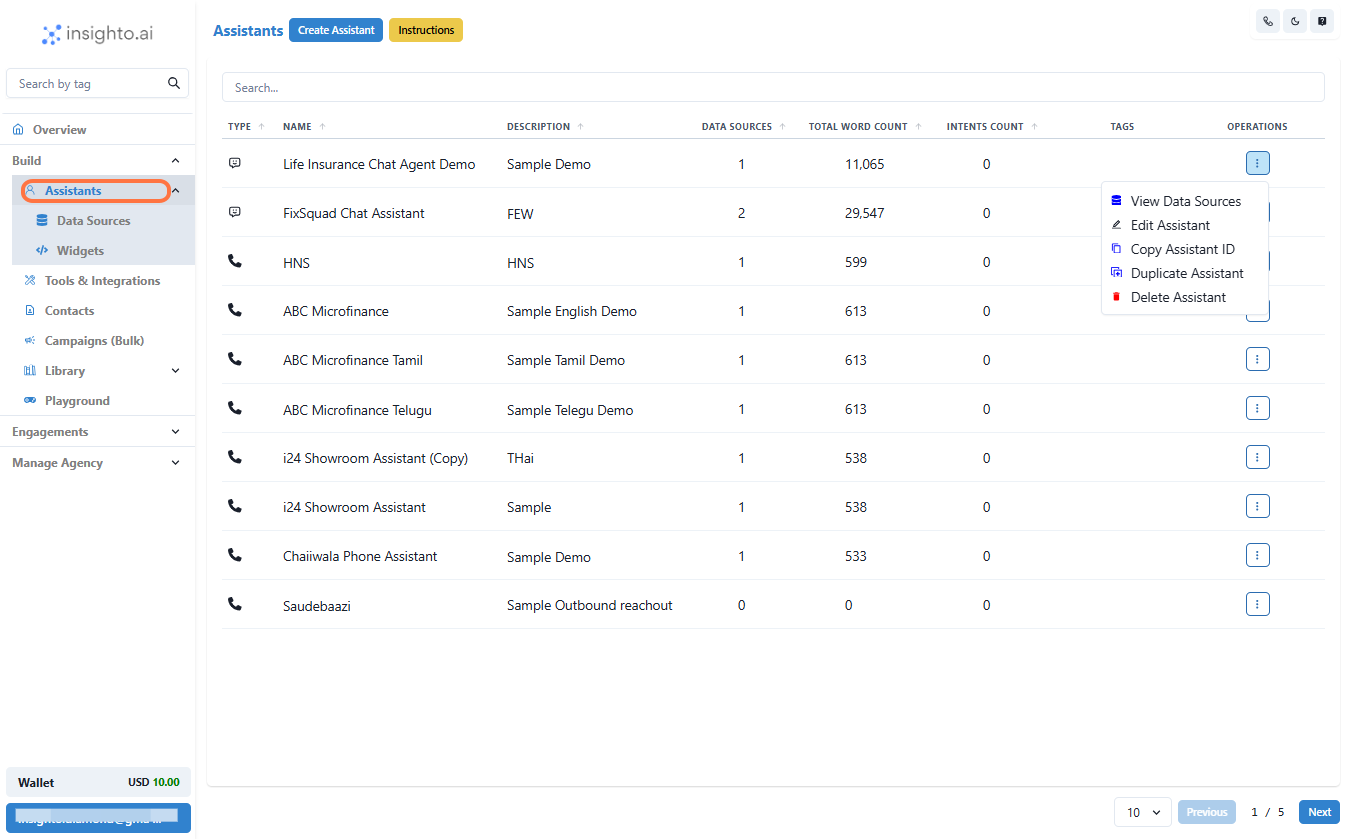 insighto.ai
Search by tag
Overview
Build
Assistants
Data Sources
Widgets
Tools & Integrations
Contacts
Campaigns (Bulk)
Library
Playground
Engagements
Manage Agency
Wallet USD 10.00
Assistants Create Assistant Instructions
Search...
TYPE NAME DESCRIPTION DATA SOURCES TOTAL WORD COUNT INTENTS COUNT TAGS OPERATIONS
Life Insurance Chat Agent Demo Sample Demo 1 11,065 0
FixSquad Chat Assistant FEW 2 29,547 0
HNS HNS 1 599 0
ABC Microfinance Sample English Demo 1 613 0
ABC Microfinance Tamil Sample Tamil Demo 1 613 0
ABC Microfinance Telugu Sample Telegu Demo 1 613 0
i24 Showroom Assistant (Copy) THai 1 538 0
i24 Showroom Assistant Sample 1 538 0
Chaiiwala Phone Assistant Sample Demo 1 533 0
Saudebaazi Sample Outbound reachout 0 0 0
View Data Sources
Edit Assistant
Copy Assistant ID
Duplicate Assistant
Delete Assistant
10 Previous 1 / 5 Next